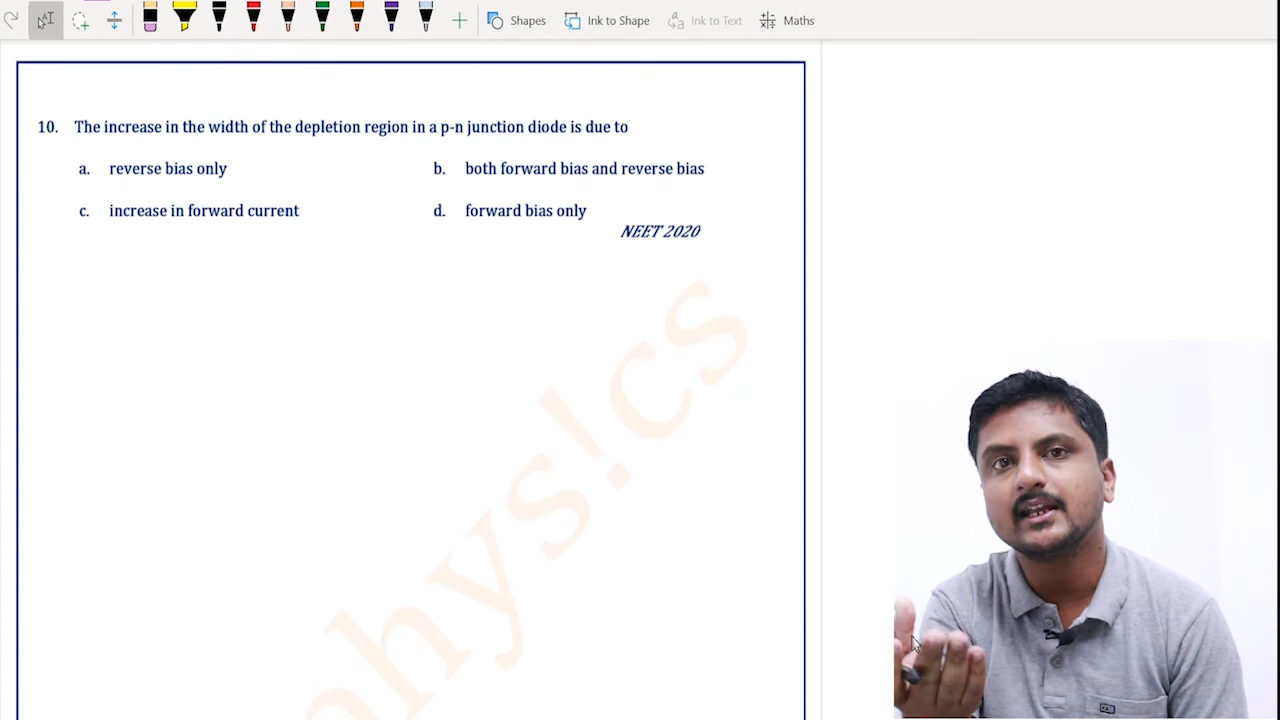 Shapes Ink to Shape Ink to Text Maths
10. The increase in the width of the depletion region in a p-n junction diode is due to
a. reverse bias only b. both forward bias and reverse bias
c. increase in forward current d. forward bias only
NEET 2020
phys!cs